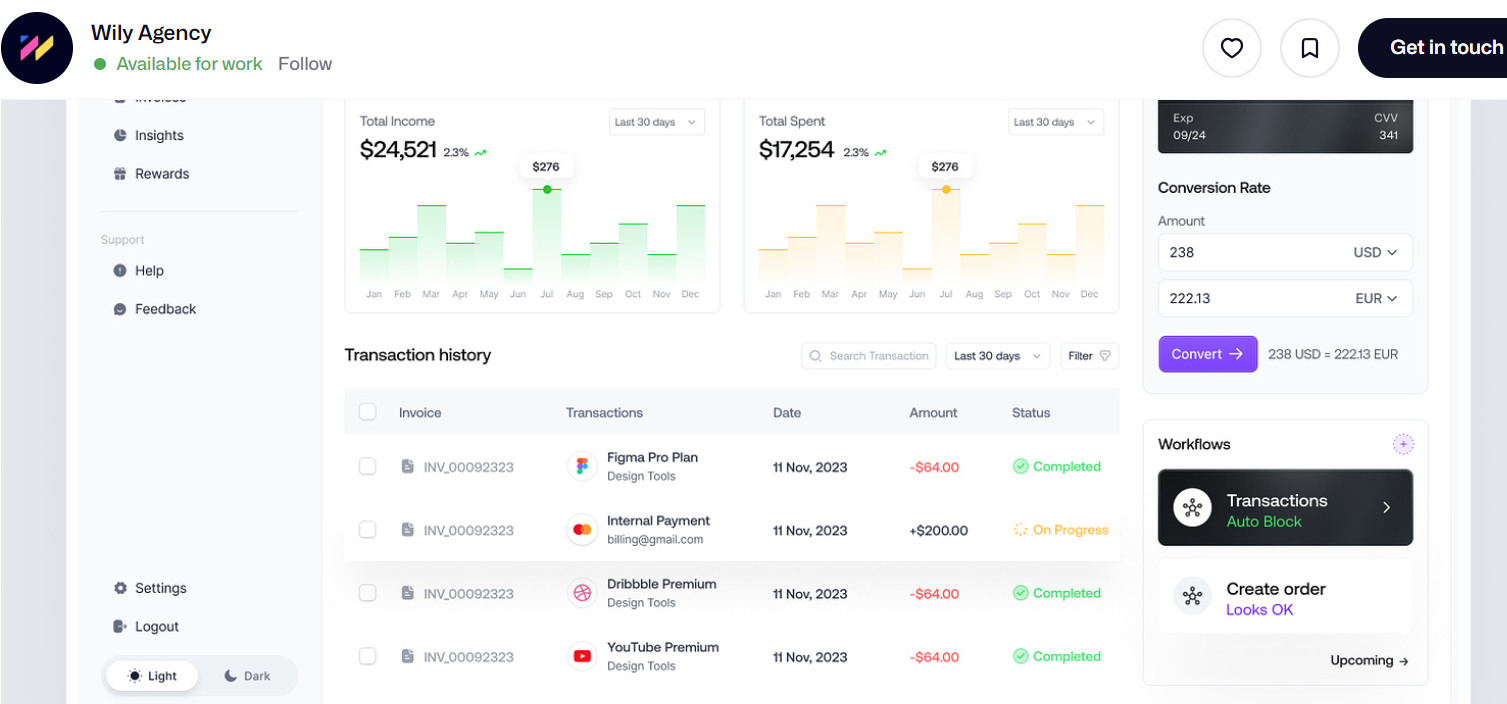 Wily Agency
Available for work Follow
Get in touch
Invoices
Insights
Rewards
Support
Help
Feedback
Settings
Logout
Light Dark
Total Income Last 30 days
$24,521 2.3%
$276
Jan Feb Mar Apr May Jun Jul Aug Sep Oct Nov Dec
Total Spent Last 30 days
$17,254 2.3%
$276
Jan Feb Mar Apr May Jun Jul Aug Sep Oct Nov Dec
Transaction history Search Transaction Last 30 days Filter
Invoice Transactions Date Amount Status
INV_00092323 Figma Pro Plan 11 Nov, 2023 -$64.00 Completed
Design Tools
INV_00092323 Internal Payment 11 Nov, 2023 +$200.00 On Progress
billing@gmail.com
INV_00092323 Dribbble Premium 11 Nov, 2023 -$64.00 Completed
Design Tools
INV_00092323 YouTube Premium 11 Nov, 2023 -$64.00 Completed
Design Tools
Exp CVV
09/24 341
Conversion Rate
Amount
238 USD
222.13 EUR
Convert → 238 USD = 222.13 EUR
Workflows
Transactions
Auto Block
Create order
Looks OK
Upcoming →